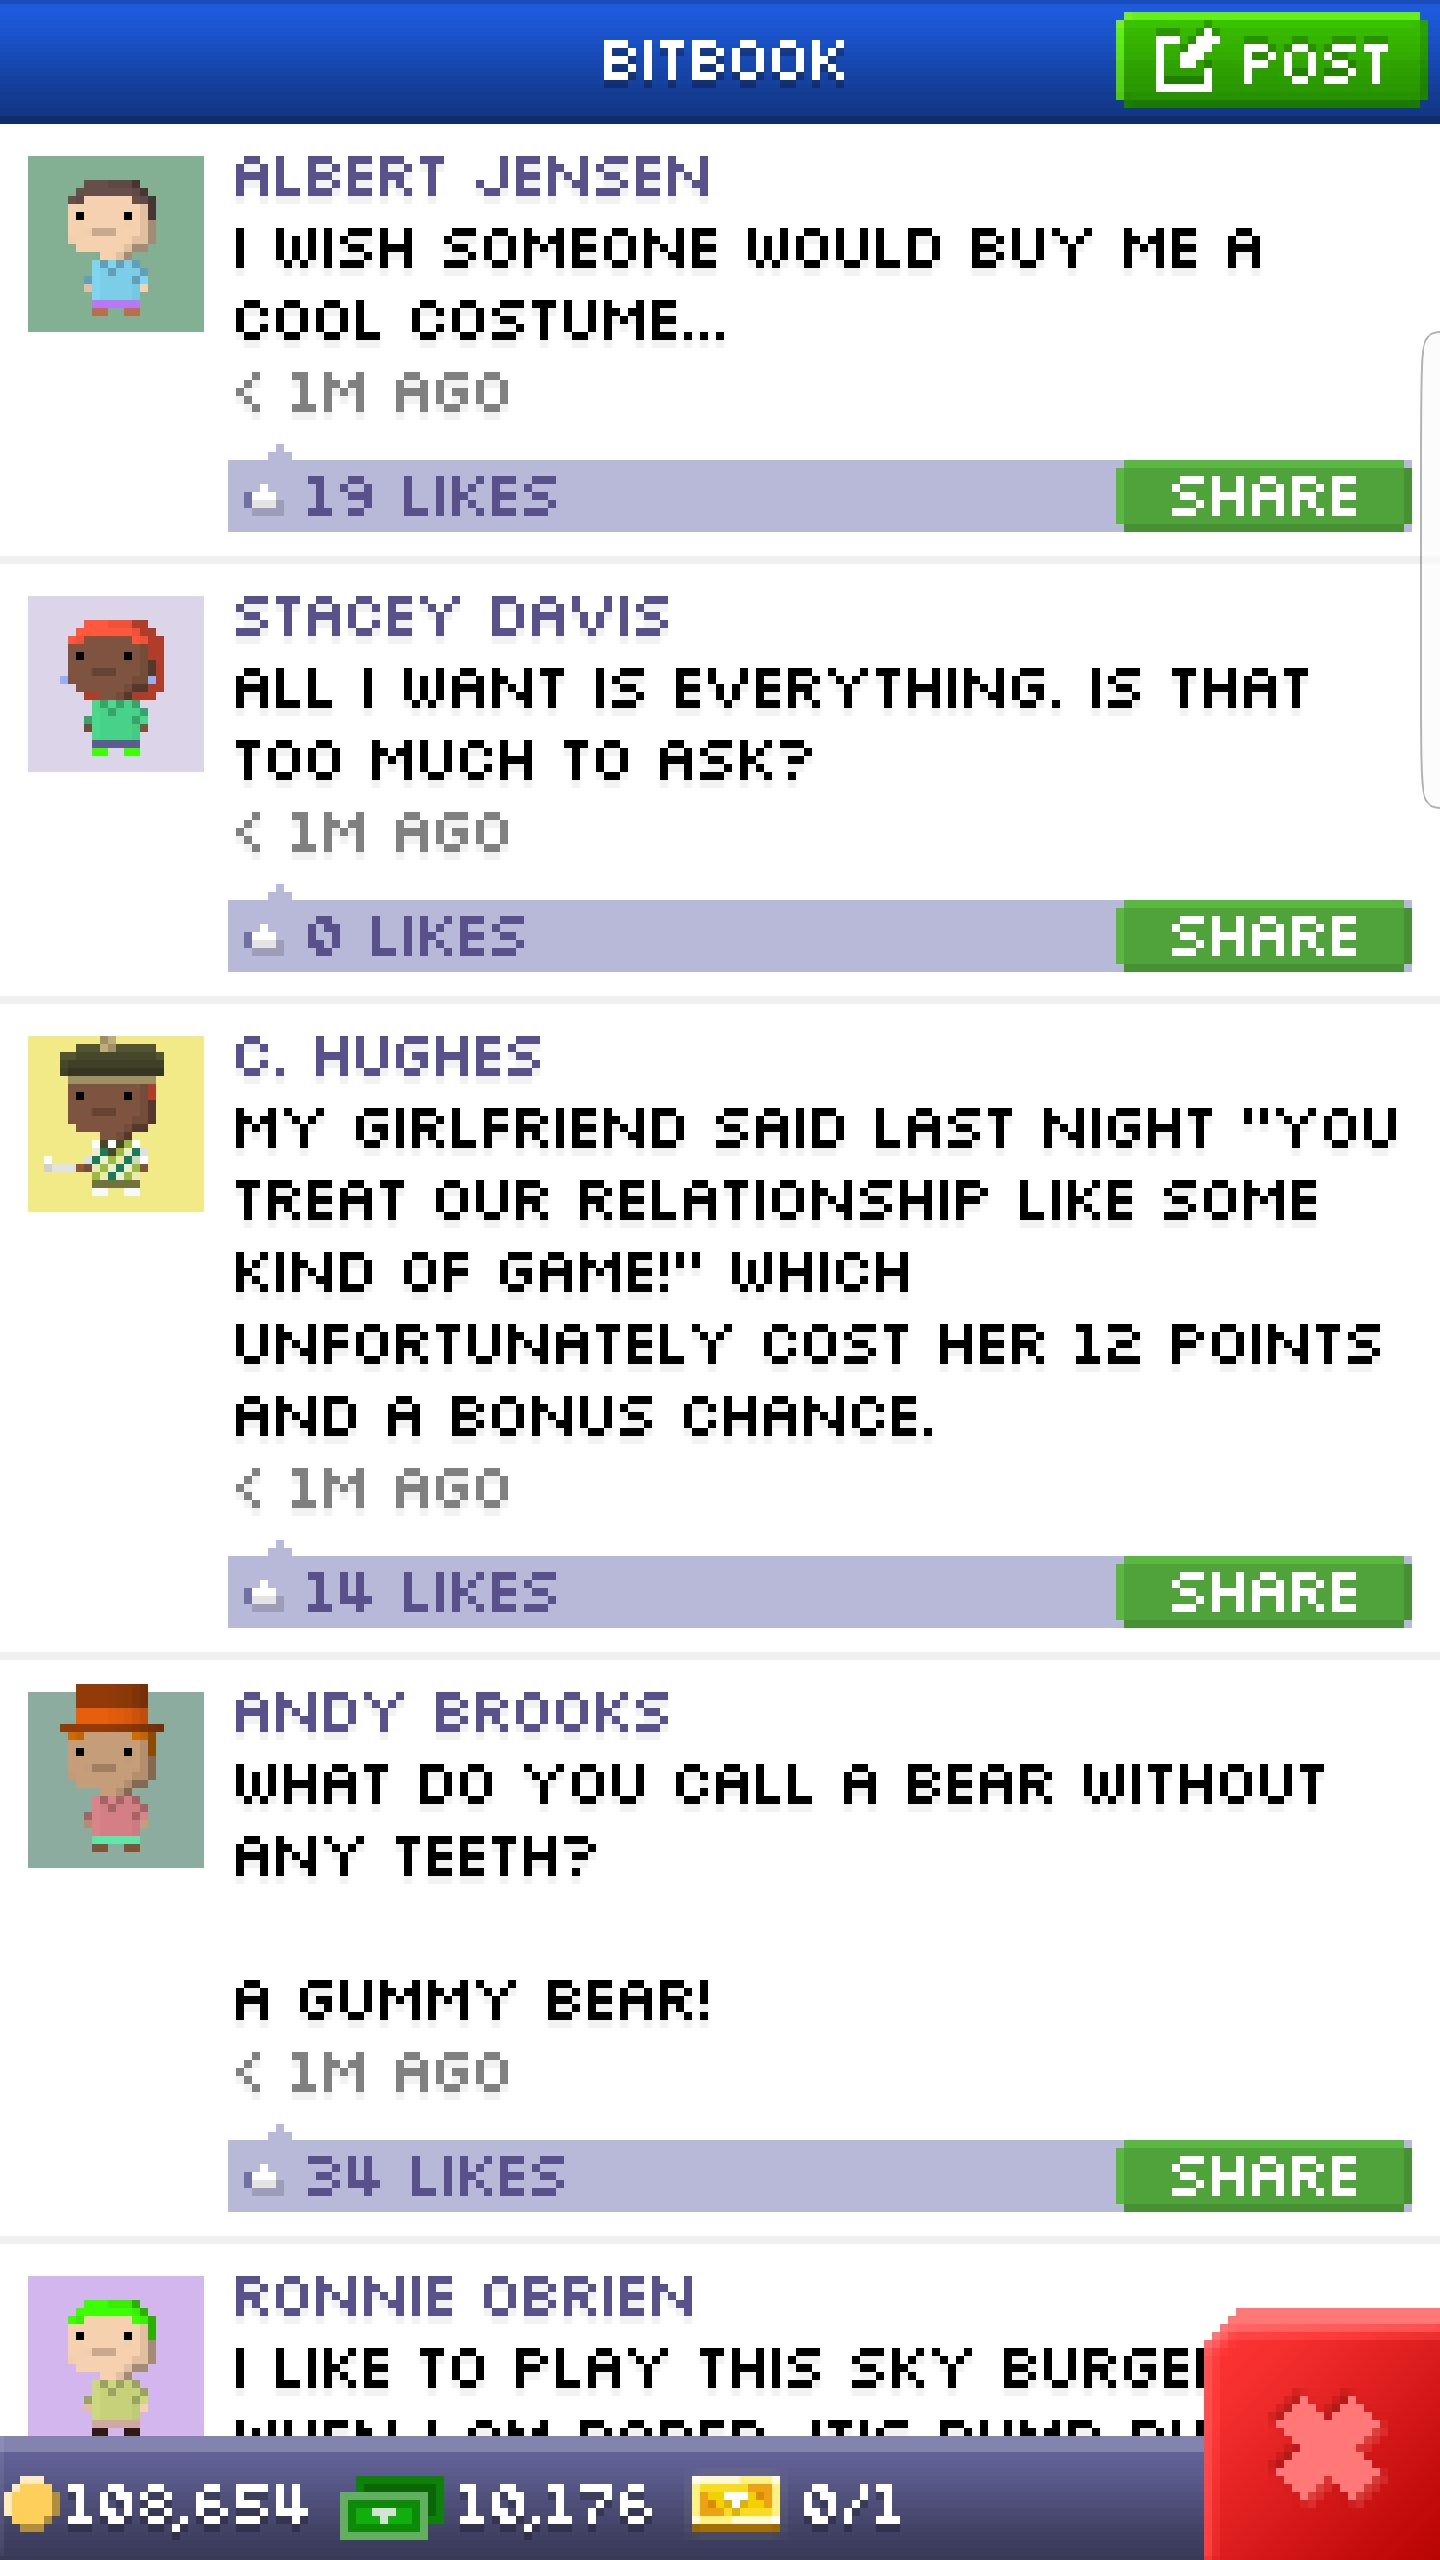 BITBOOK
POST
ALBERT JENSEN
I WISH SOMEONE WOULD BUY ME A
COOL COSTUME...
< 1M AGO
19 LIKES
SHARE
STACEY DAVIS
ALL I WANT IS EVERYTHING. IS THAT
TOO MUCH TO ASK?
< 1M AGO
0 LIKES
SHARE
C. HUGHES
MY GIRLFRIEND SAID LAST NIGHT "YOU
TREAT OUR RELATIONSHIP LIKE SOME
KIND OF GAME!" WHICH
UNFORTUNATELY COST HER 12 POINTS
AND A BONUS CHANCE.
< 1M AGO
14 LIKES
SHARE
ANDY BROOKS
WHAT DO YOU CALL A BEAR WITHOUT
ANY TEETH?
A GUMMY BEAR!
< 1M AGO
34 LIKES
SHARE
RONNIE OBRIEN
I LIKE TO PLAY THIS SKY
WHEN I AM BORED. IT'S
108,654 10,176 0/1